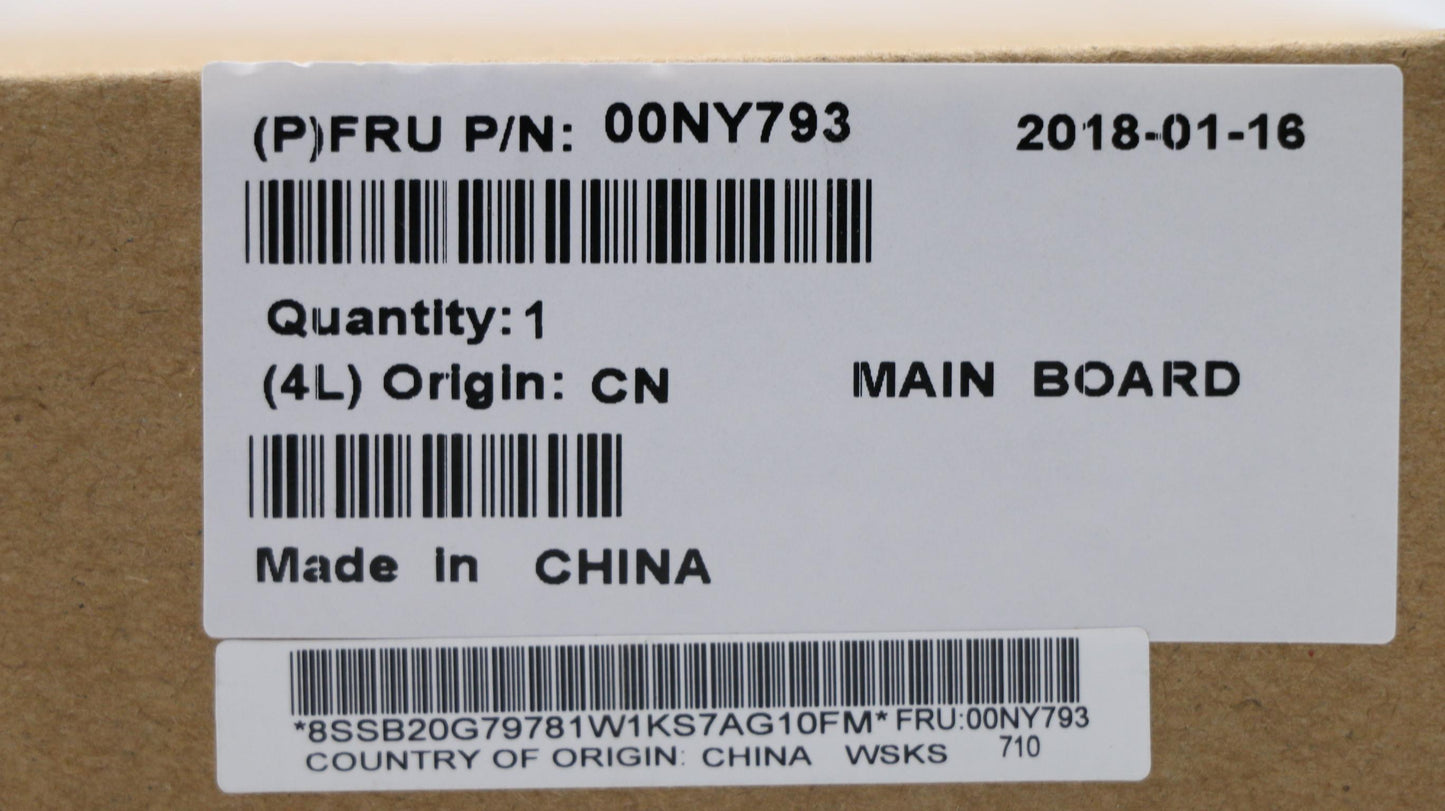 (P)FRU P/N: 00NY793 2018-01-16
Quantity: 1
(4L) Origin: CN MAIN BOARD
Made in CHINA
*8SSB20G79781W1KS7AG10FM* FRU:00NY793
COUNTRY OF ORIGIN: CHINA WSKS 710